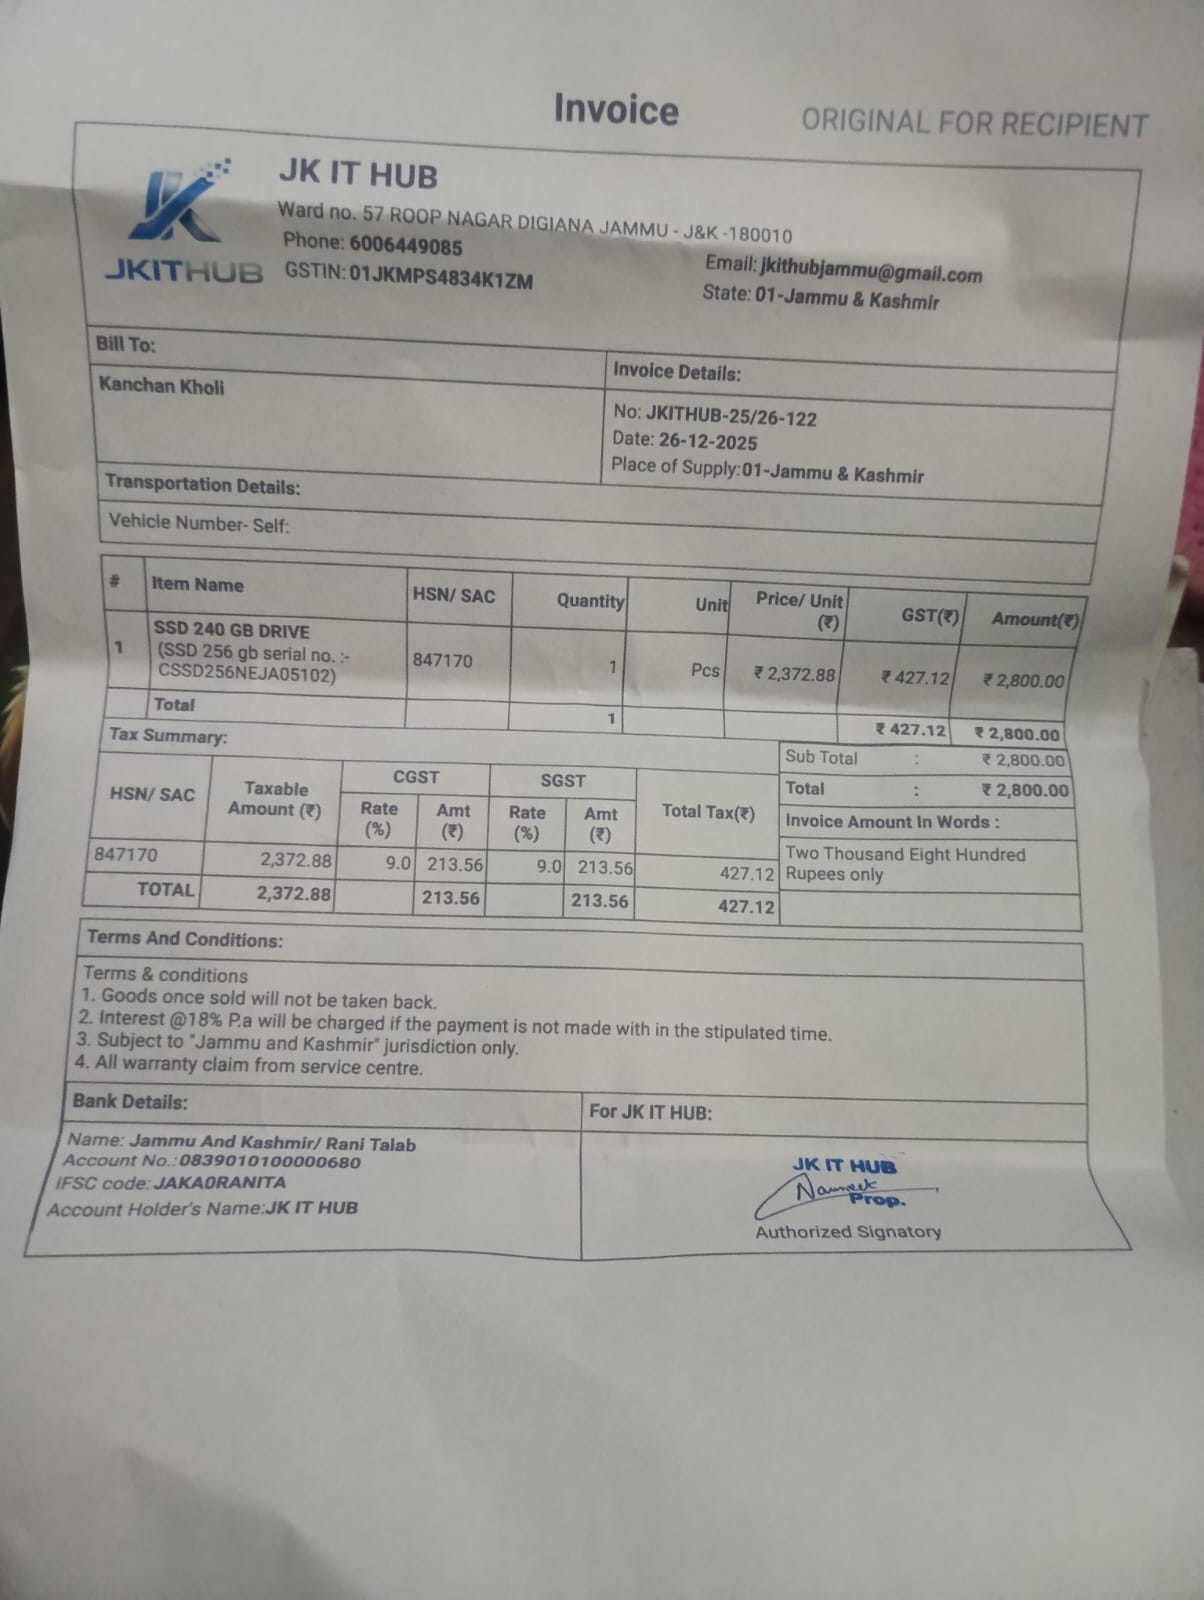 Invoice
ORIGINAL FOR RECIPIENT
JKITHUB
JK IT HUB
Ward no. 57 ROOP NAGAR DIGIANA JAMMU - J&K -180010
Phone: 6006449085
Email: jkithubjammu@gmail.com
GSTIN: 01JKMPS4834K1ZM
State: 01-Jammu & Kashmir
Bill To:
Kanchan Kholi
Invoice Details:
No: JKITHUB-25/26-122
Date: 26-12-2025
Place of Supply:01-Jammu & Kashmir
Transportation Details:
Vehicle Number- Self:
# Item Name HSN/ SAC Quantity Unit Price/ Unit (₹) GST(₹) Amount(₹)
1 SSD 240 GB DRIVE
(SSD 256 gb serial no. :-
CSSD256NEJA05102) 847170 1 Pcs ₹ 2,372.88 ₹ 427.12 ₹ 2,800.00
Total 1 ₹ 427.12 ₹ 2,800.00
Tax Summary:
HSN/ SAC Taxable Amount (₹) CGST SGST Total Tax(₹)
Rate (%) Amt (₹) Rate (%) Amt (₹)
847170 2,372.88 9.0 213.56 9.0 213.56 427.12
TOTAL 2,372.88 213.56 213.56 427.12
Sub Total : ₹ 2,800.00
Total : ₹ 2,800.00
Invoice Amount In Words :
Two Thousand Eight Hundred
Rupees only
Terms And Conditions:
Terms & conditions
1. Goods once sold will not be taken back.
2. Interest @18% P.a will be charged if the payment is not made with in the stipulated time.
3. Subject to "Jammu and Kashmir" jurisdiction only.
4. All warranty claim from service centre.
Bank Details:
Name: Jammu And Kashmir/ Rani Talab
Account No.: 0839010100000680
IFSC code: JAKA0RANITA
Account Holder's Name:JK IT HUB
For JK IT HUB:
JK IT HUB
Prop.
Authorized Signatory